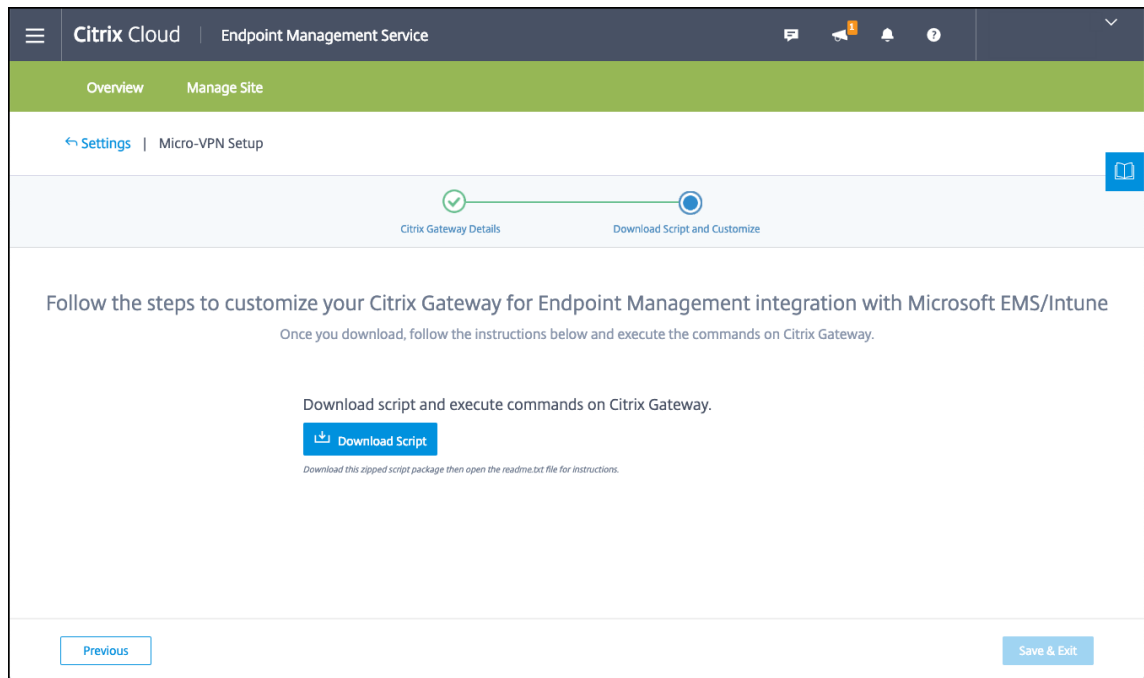 Citrix Cloud | Endpoint Management Service
1
?
Overview Manage Site
Settings | Micro-VPN Setup
Citrix Gateway Details Download Script and Customize
Follow the steps to customize your Citrix Gateway for Endpoint Management integration with Microsoft EMS/Intune
Once you download, follow the instructions below and execute the commands on Citrix Gateway.
Download script and execute commands on Citrix Gateway.
Download Script
Download this zipped script package then open the readme.txt file for instructions.
Previous Save & Exit